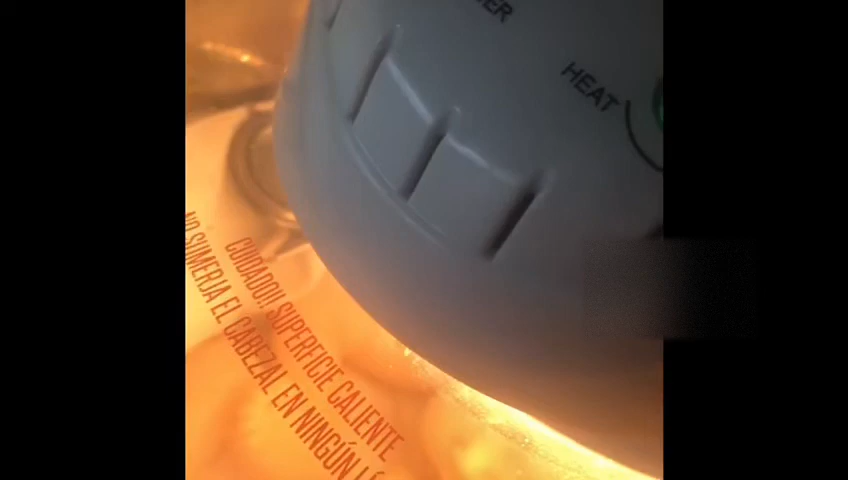 HEAT
CUIDADO!! SUPERFICIE CALIENTE
NO SUMERJA EL CABEZAL EN NINGÚN